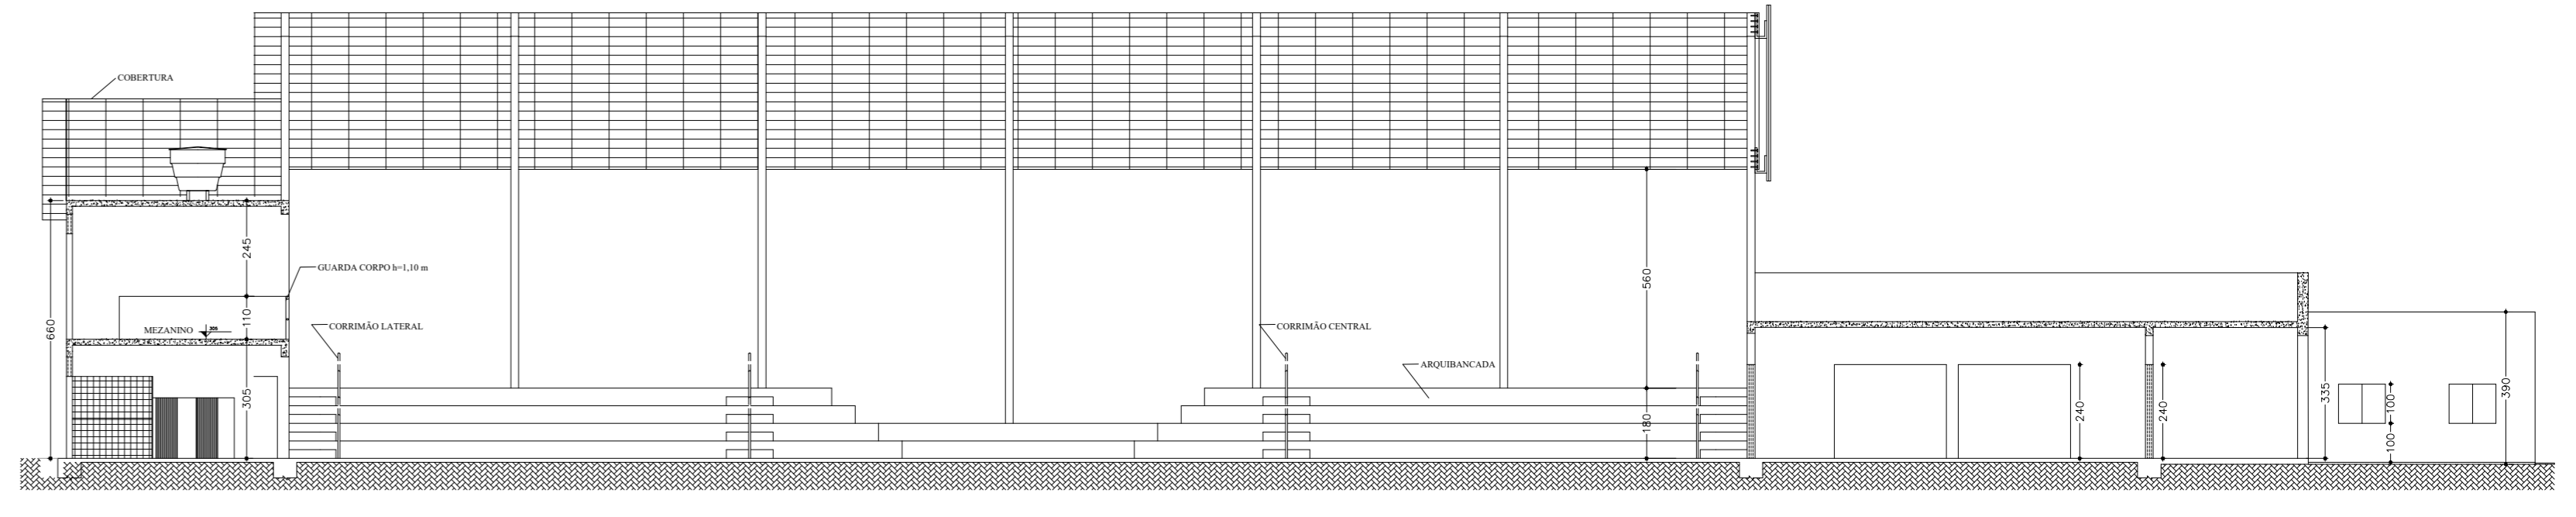 COBERTURA
245
GUARDA CORPO h=1,10 m
560
660
110
MEZANINO
305
CORRIMÃO LATERAL
CORRIMÃO CENTRAL
ARQUIBANCADA
305
180
240
240
335
100
100
390